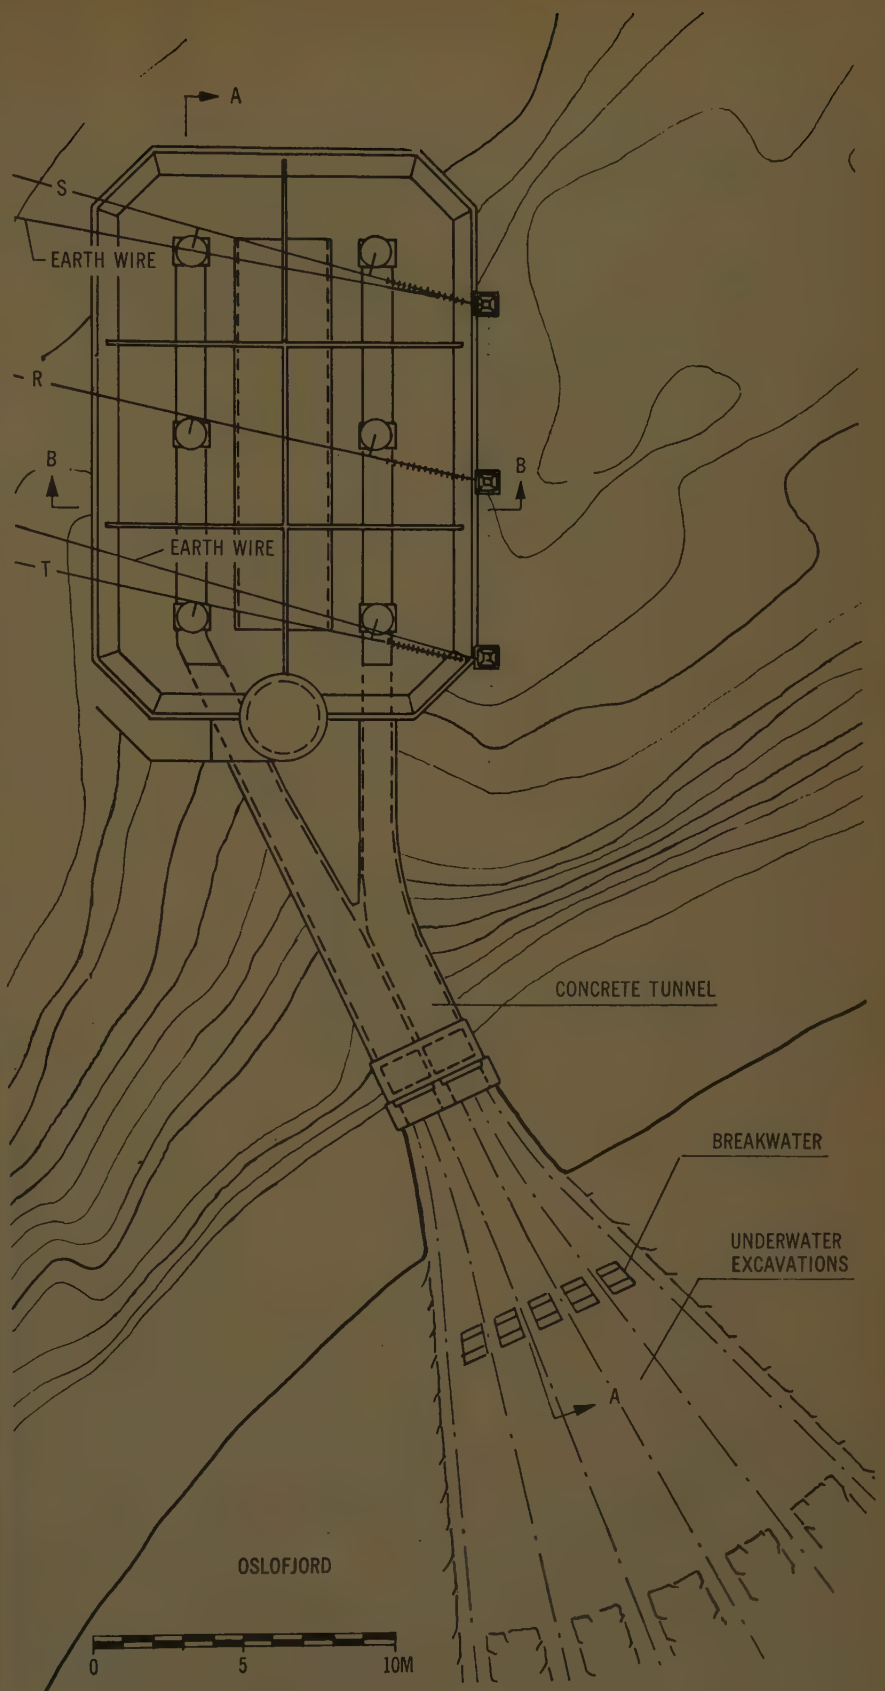 A
S
EARTH WIRE
R
B
B
EARTH WIRE
T
CONCRETE TUNNEL
BREAKWATER
UNDERWATER
EXCAVATIONS
A
OSLOFJORD
0 5 10M